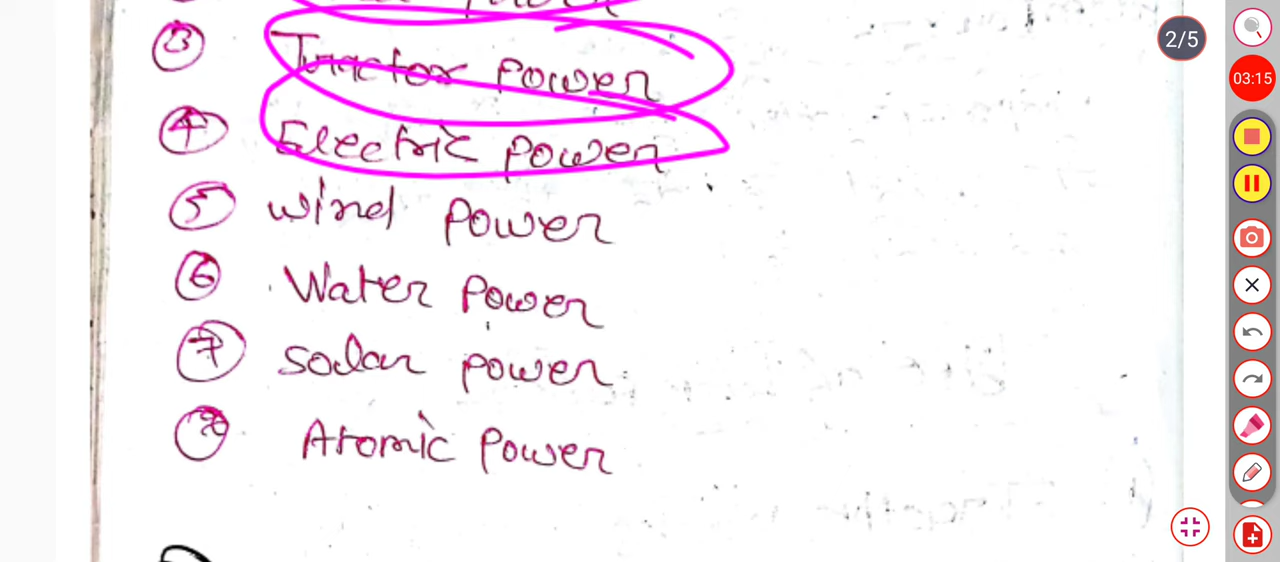 ③ Tractor Power
④ Electric power
⑤ wind power
⑥ Water Power
⑦ Solar power
⑧ Atomic Power
2/5
03:15